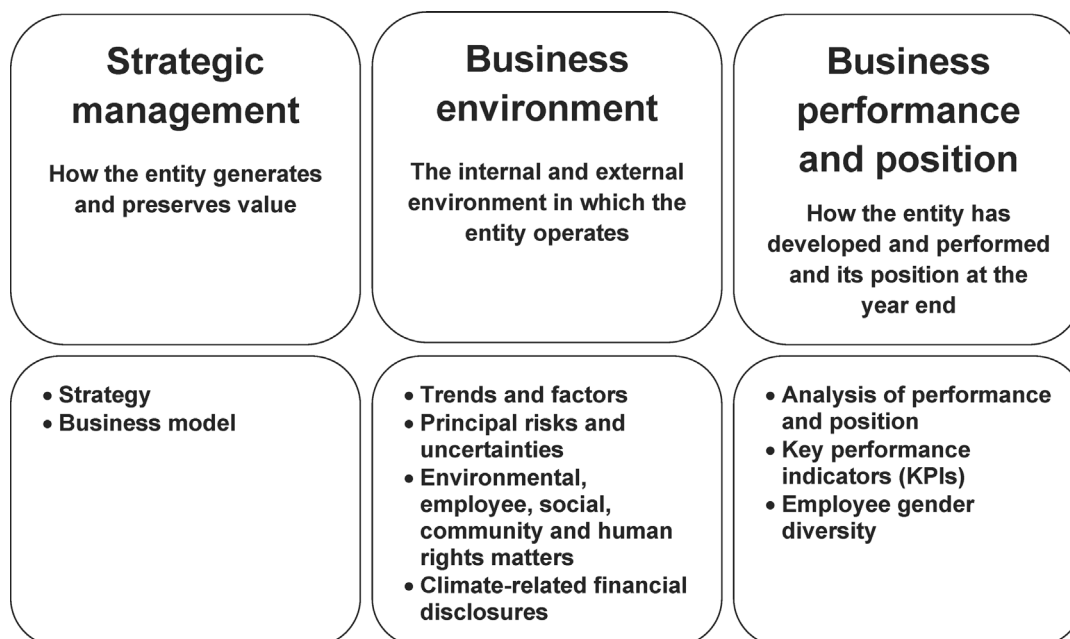 Strategic
management
How the entity generates
and preserves value
Business
environment
The internal and external
environment in which the
entity operates
Business
performance
and position
How the entity has
developed and performed
and its position at the
year end
• Strategy
• Business model
• Trends and factors
• Principal risks and
uncertainties
• Environmental,
employee, social,
community and human
rights matters
• Climate-related financial
disclosures
• Analysis of performance
and position
• Key performance
indicators (KPIs)
• Employee gender
diversity